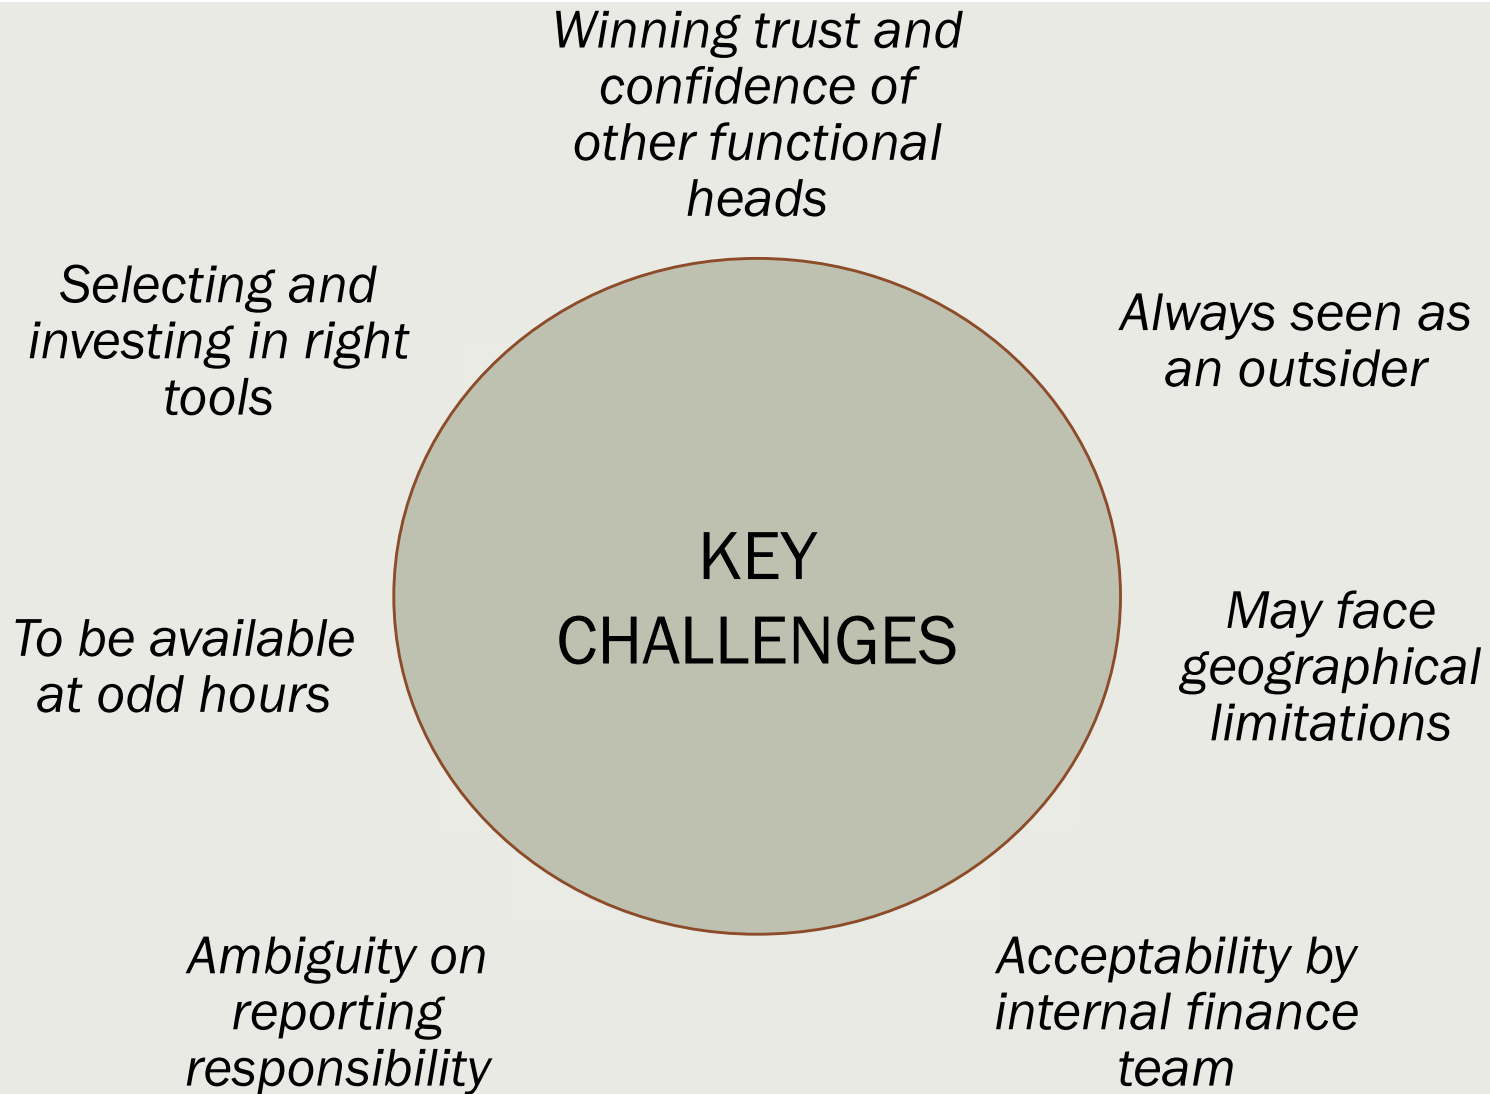 Winning trust and
confidence of
other functional
heads
Always seen as
an outsider
May face
geographical
limitations
Acceptability by
internal finance
team
Ambiguity on
reporting
responsibility
To be available
at odd hours
Selecting and
investing in right
tools
KEY
CHALLENGES